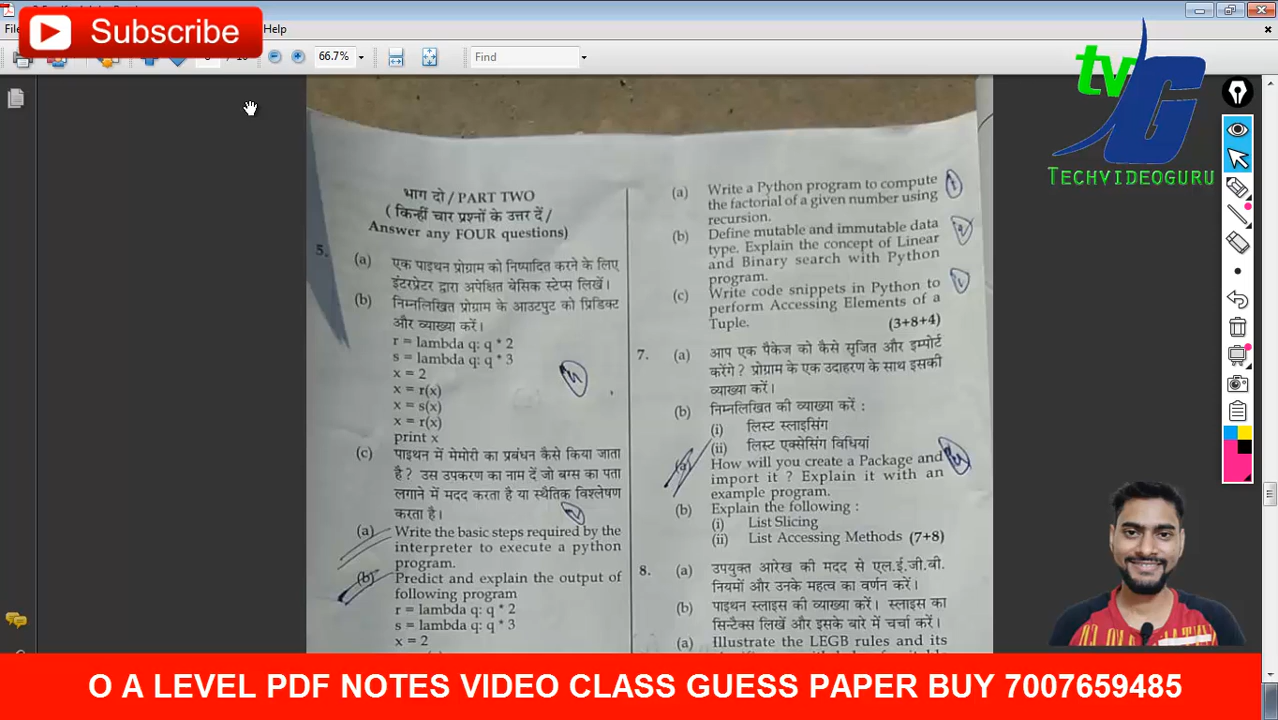 Subscribe
Help
66.7%
Find
tv
G
TECHVIDEOGURU
भाग दो / PART TWO
( किन्हीं चार प्रश्नों के उत्तर दें /
Answer any FOUR questions)
5.
(a) एक पाइथन प्रोग्राम को निष्पादित करने के लिए
इंटरप्रेटर द्वारा अपेक्षित बेसिक स्टेप्स लिखें।
(b) निम्नलिखित प्रोग्राम के आउटपुट को प्रिडिक्ट
और व्याख्या करें।
r = lambda q: q * 2
s = lambda q: q * 3
x = 2
x = r(x)
x = s(x)
x = r(x)
print x
(c) पाइथन में मेमोरी का प्रबंधन कैसे किया जाता
है ? उस उपकरण का नाम दें जो बग्स का पता
लगाने में मदद करता है या स्थैतिक विश्लेषण
करता है।
(a) Write the basic steps required by the
interpreter to execute a python
program.
(b) Predict and explain the output of
following program
r = lambda q: q * 2
s = lambda q: q * 3
x = 2
(a) Write a Python program to compute
the factorial of a given number using
recursion.
(b) Define mutable and immutable data
type. Explain the concept of Linear
and Binary search with Python
program.
(c) Write code snippets in Python to
perform Accessing Elements of a
Tuple. (3+8+4)
7. (a) आप एक पैकेज को कैसे सृजित और इम्पोर्ट
करेंगे ? प्रोग्राम के एक उदाहरण के साथ इसकी
व्याख्या करें।
(b) निम्नलिखित की व्याख्या करें :
(i) लिस्ट स्लाइसिंग
(ii) लिस्ट एक्सेसिंग विधियां
(a) How will you create a Package and
import it ? Explain it with an
example program.
(b) Explain the following :
(i) List Slicing
(ii) List Accessing Methods (7+8)
8. (a) उपयुक्त आरेख की मदद से एल.ई.जी.बी.
नियमों और उनके महत्व का वर्णन करें।
(b) पाइथन स्लाइस की व्याख्या करें। स्लाइस का
सिन्टैक्स लिखें और इसके बारे में चर्चा करें।
(a) Illustrate the LEGB rules and its
O A LEVEL PDF NOTES VIDEO CLASS GUESS PAPER BUY 7007659485